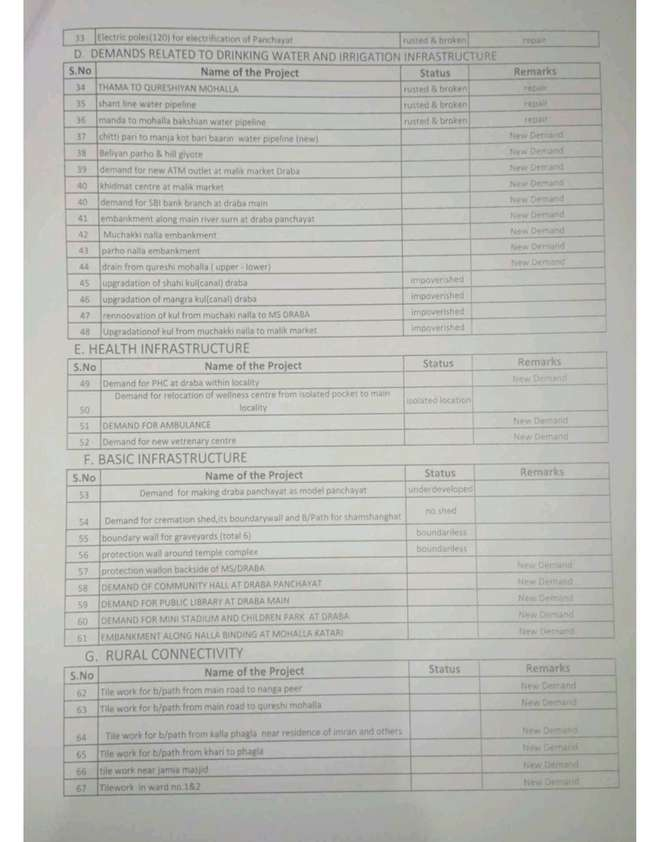 33 Electric poles(120) for electrification of Panchayat rusted & broken repair
D. DEMANDS RELATED TO DRINKING WATER AND IRRIGATION INFRASTRUCTURE
S.No Name of the Project Status Remarks
34 THAMA TO QURESHIYAN MOHALLA rusted & broken repair
35 shant line water pipeline rusted & broken repair
36 manda to mohalla bakshian water pipeline rusted & broken repair
37 chitti pari to manja kot bari baarin water pipeline (new) New Demand
38 Beliyan parho & hill giyote New Demand
39 demand for new ATM outlet at malik market Draba New Demand
40 khidmat centre at malik market New Demand
40 demand for SBI bank branch at draba main New Demand
41 embankment along main river surn at draba panchayat New Demand
42 Muchakki nalla embankment New Demand
43 parho nalla embankment New Demand
44 drain from qureshi mohalla ( upper - lower) New Demand
45 upgradation of shahi kul(canal) draba impoverished
46 upgradation of mangra kul(canal) draba impoverished
47 rennoovation of kul from muchaki nalla to MS DRABA impoverished
48 Upgradationof kul from muchakki nalla to malik market impoverished
E. HEALTH INFRASTRUCTURE
S.No Name of the Project Status Remarks
49 Demand for PHC at draba within locality New Demand
50 Demand for relocation of wellness centre from isolated pocket to main
locality isolated location
51 DEMAND FOR AMBULANCE New Demand
52 Demand for new vetrenary centre New Demand
F. BASIC INFRASTRUCTURE
S.No Name of the Project Status Remarks
53 Demand for making draba panchayat as model panchayat underdeveloped
54 Demand for cremation shed,its boundarywall and B/Path for shamshanghat no shed
55 boundary wall for graveyards (total 6) boundariless
56 protection wall around temple complex boundariless
57 protection wallon backside of MS/DRABA New Demand
58 DEMAND OF COMMUNITY HALL AT DRABA PANCHAYAT New Demand
59 DEMAND FOR PUBLIC LIBRARY AT DRABA MAIN New Demand
60 DEMAND FOR MINI STADIUM AND CHILDREN PARK AT DRABA New Demand
61 EMBANKMENT ALONG NALLA BINDING AT MOHALLA KATARI New Demand
G. RURAL CONNECTIVITY
S.No Name of the Project Status Remarks
62 Tile work for b/path from main road to nanga peer New Demand
63 Tile work for b/path from main road to qureshi mohalla New Demand
64 Tile work for b/path from kalla phagla near residence of imran and others New Demand
65 Tile work for b/path from khari to phagla New Demand
66 tile work near jamia masjid New Demand
67 Tilework in ward no.1&2 New Demand